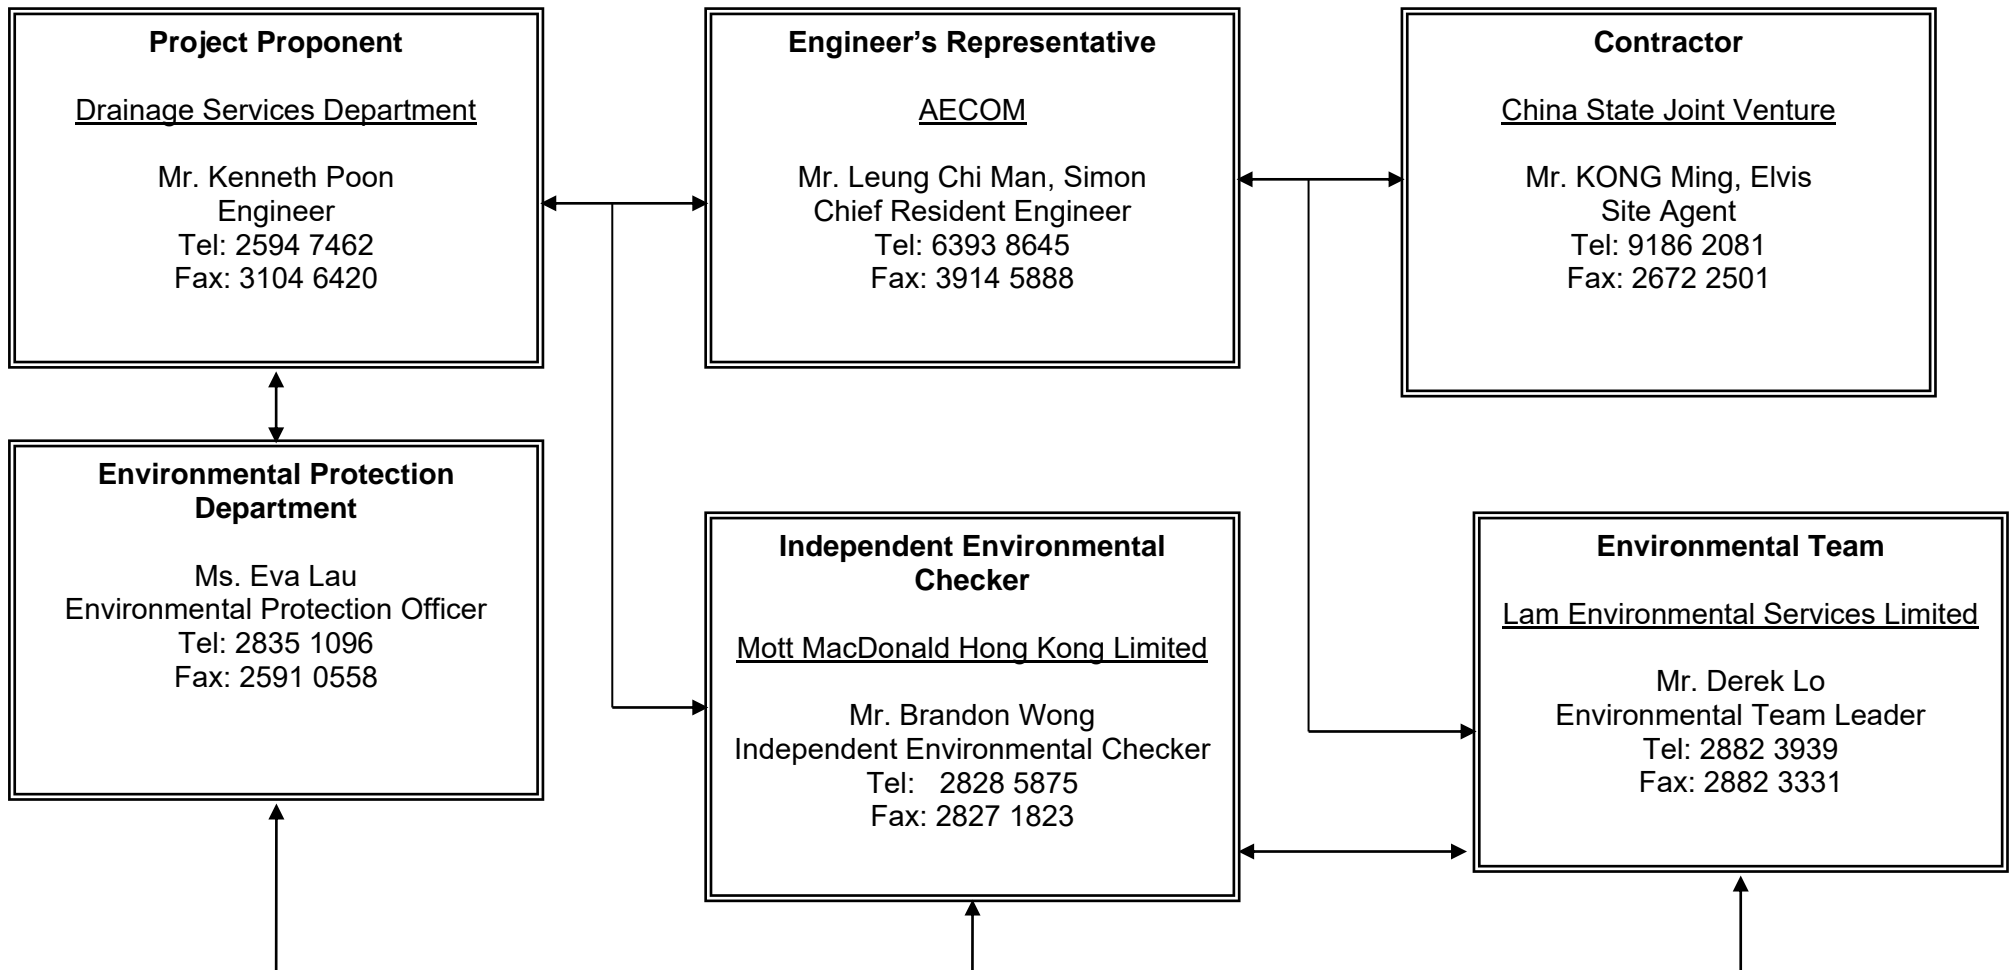 Project Proponent
Drainage Services Department
Mr. Kenneth Poon
Engineer
Tel: 2594 7462
Fax: 3104 6420
Engineer’s Representative
AECOM
Mr. Leung Chi Man, Simon
Chief Resident Engineer
Tel: 6393 8645
Fax: 3914 5888
Contractor
China State Joint Venture
Mr. KONG Ming, Elvis
Site Agent
Tel: 9186 2081
Fax: 2672 2501
Environmental Protection
Department
Ms. Eva Lau
Environmental Protection Officer
Tel: 2835 1096
Fax: 2591 0558
Independent Environmental
Checker
Mott MacDonald Hong Kong Limited
Mr. Brandon Wong
Independent Environmental Checker
Tel: 2828 5875
Fax: 2827 1823
Environmental Team
Lam Environmental Services Limited
Mr. Derek Lo
Environmental Team Leader
Tel: 2882 3939
Fax: 2882 3331